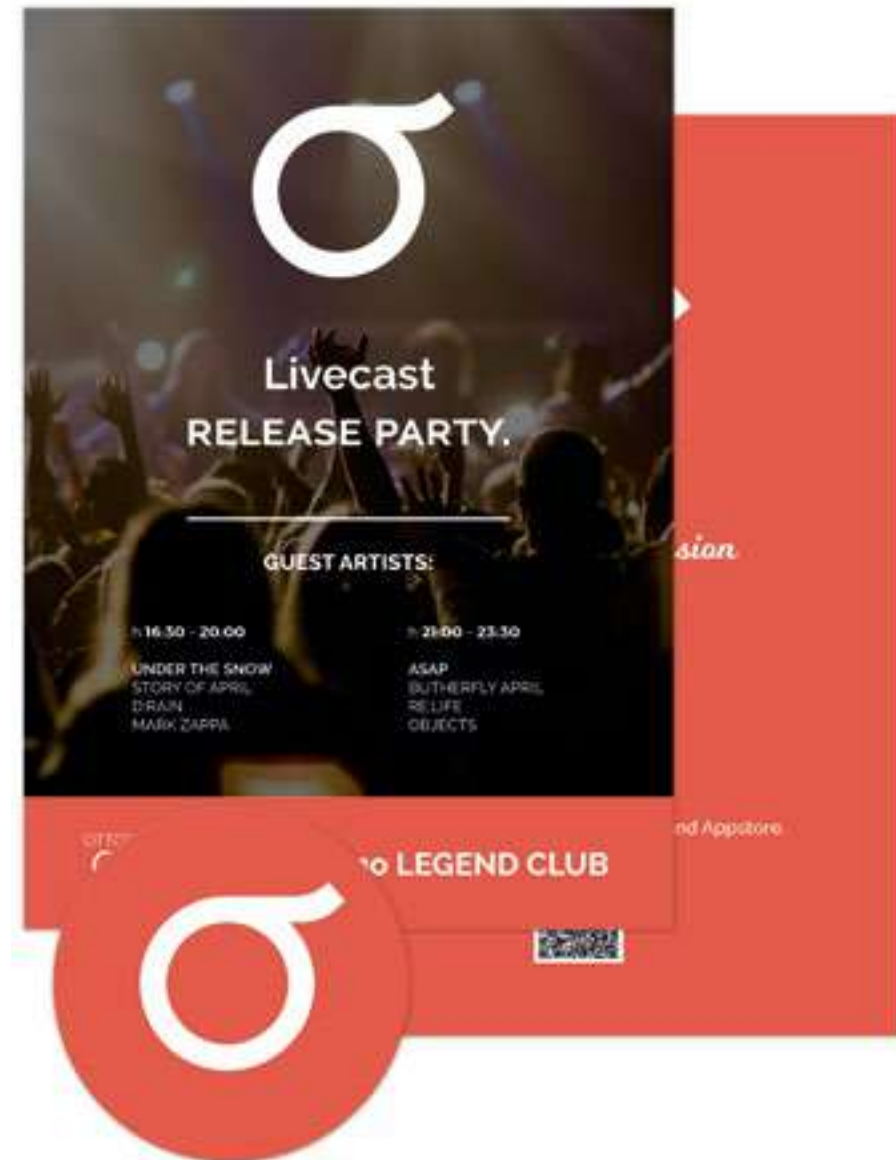 Livecast
RELEASE PARTY.
GUEST ARTISTS:
h 16:30 - 20:00
UNDER THE SNOW
STORY OF APRIL
D:RAIN
MARK ZAPPA
h 21:00 - 23:30
ASAP
BUTHERFLY APRIL
RE:LIFE
OBJECTS
LEGEND CLUB
sion
nd Appstore